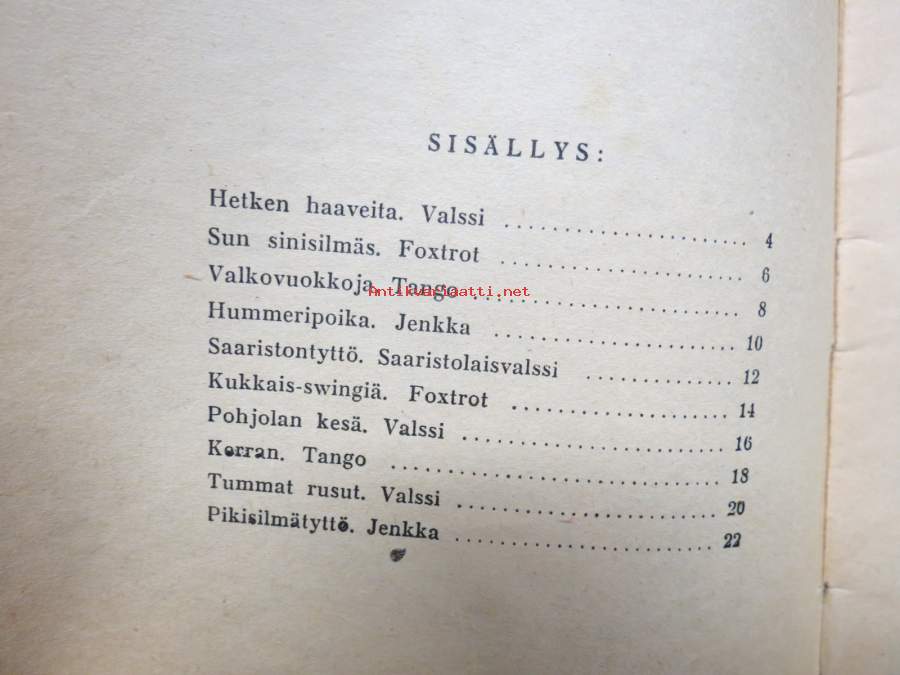 SISÄLLYS:
Hetken haaveita. Valssi ........................ 4
Sun sinisilmäs. Foxtrot ........................ 6
Valkovuokkoja. Tango ........................ 8
Antikvariaatti.net
Hummeripoika. Jenkka ........................ 10
Saaristontyttö. Saaristolaisvalssi ............. 12
Kukkais-swingiä. Foxtrot ..................... 14
Pohjolan kesä. Valssi ........................ 16
Kerran. Tango ............................... 18
Tummat rusut. Valssi ........................ 20
Pikisilmätyttö. Jenkka ........................ 22